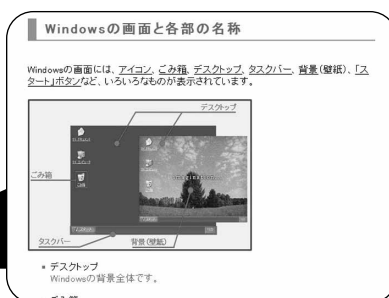 Windowsの画面と各部の名称
Windowsの画面には、アイコン、ごみ箱、デスクトップ、タスクバー、背景(壁紙)、「ス
タート」ボタンなど、いろいろなものが表示されています。
デスクトップ
ごみ箱
imagination
タスクバー
背景(壁紙)
デスクトップ
Windowsの背景全体です。